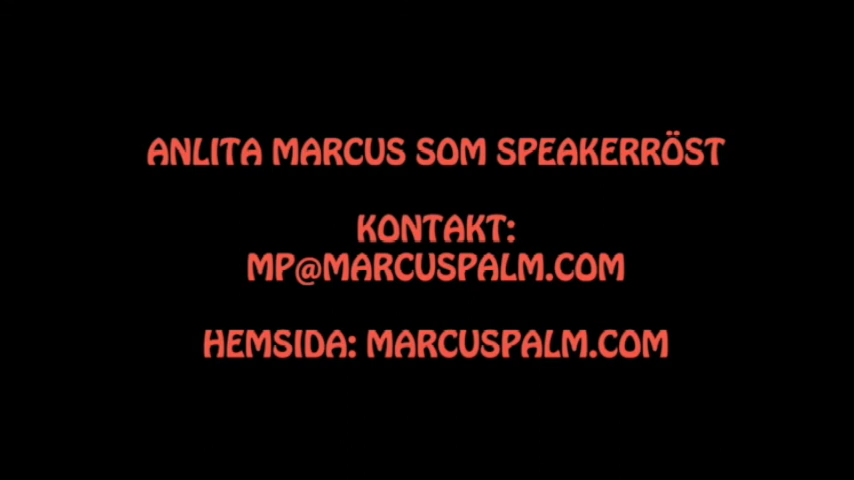 ANLITA MARCUS SOM SPEAKERRÖST
KONTAKT:
MP@MARCUSPALM.COM
HEMSIDA: MARCUSPALM.COM